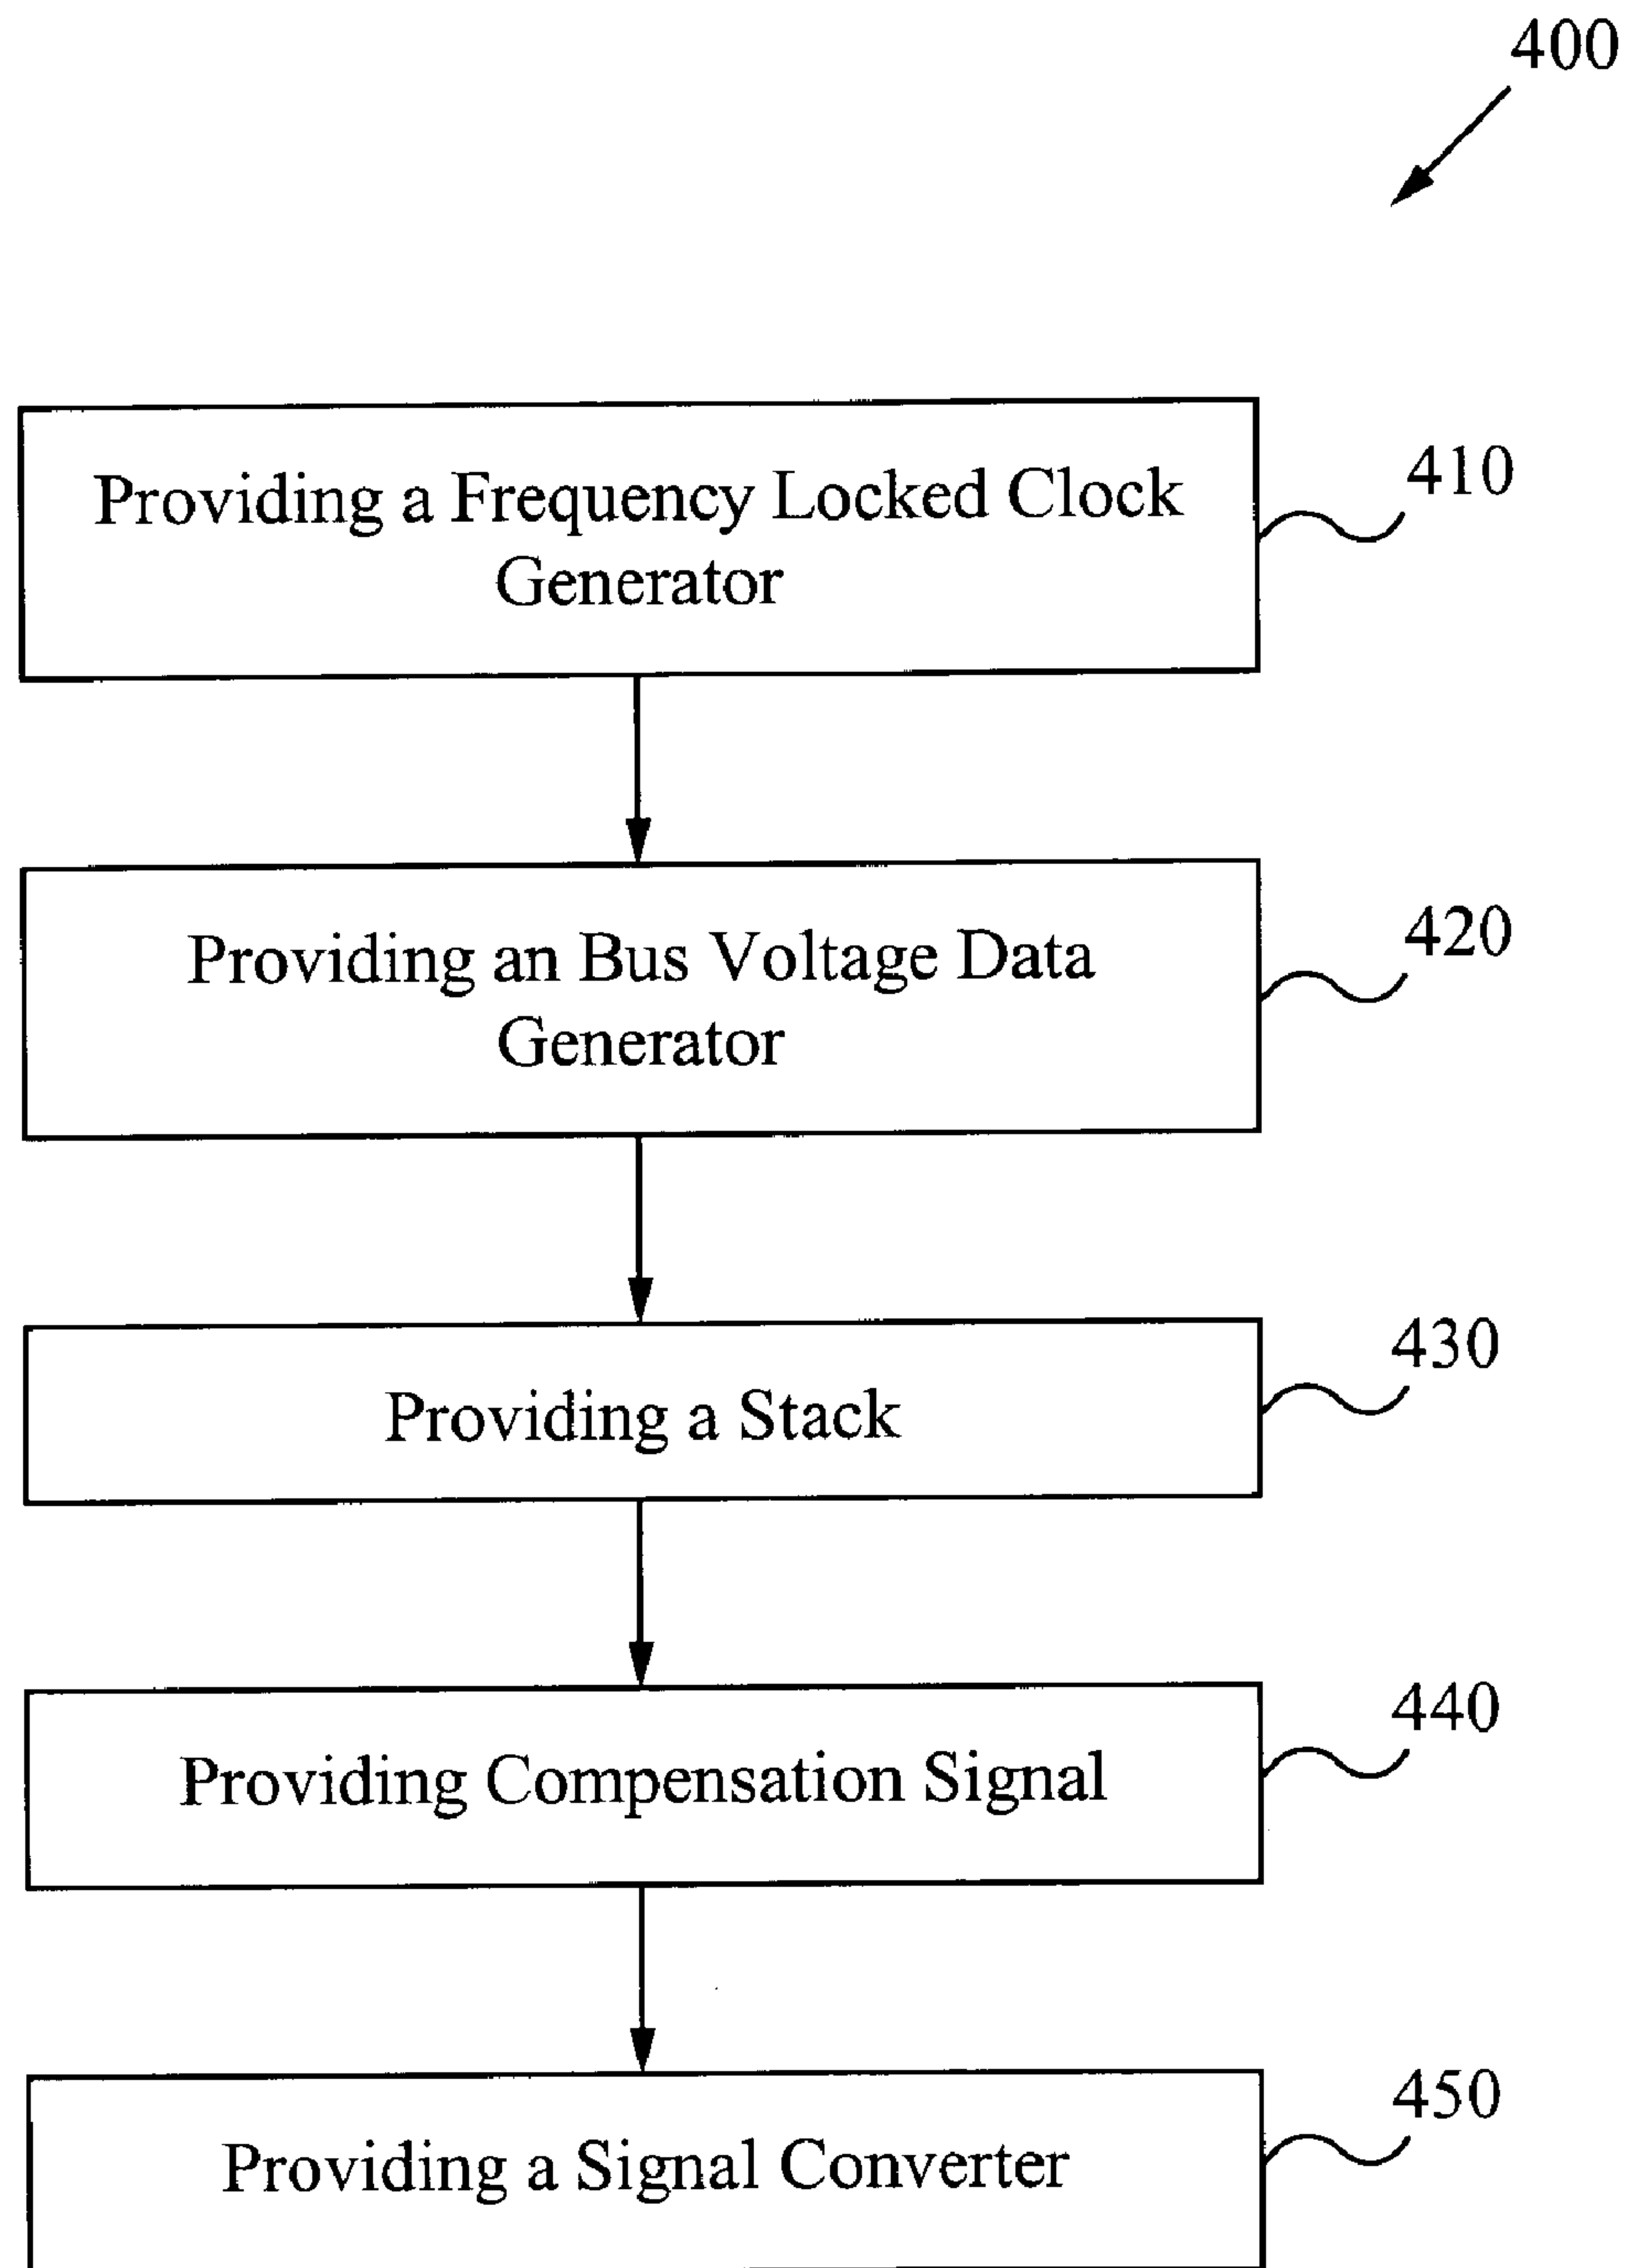 400
Providing a Frequency Locked Clock
Generator
410
Providing an Bus Voltage Data
Generator
420
Providing a Stack
430
Providing Compensation Signal
440
Providing a Signal Converter
450